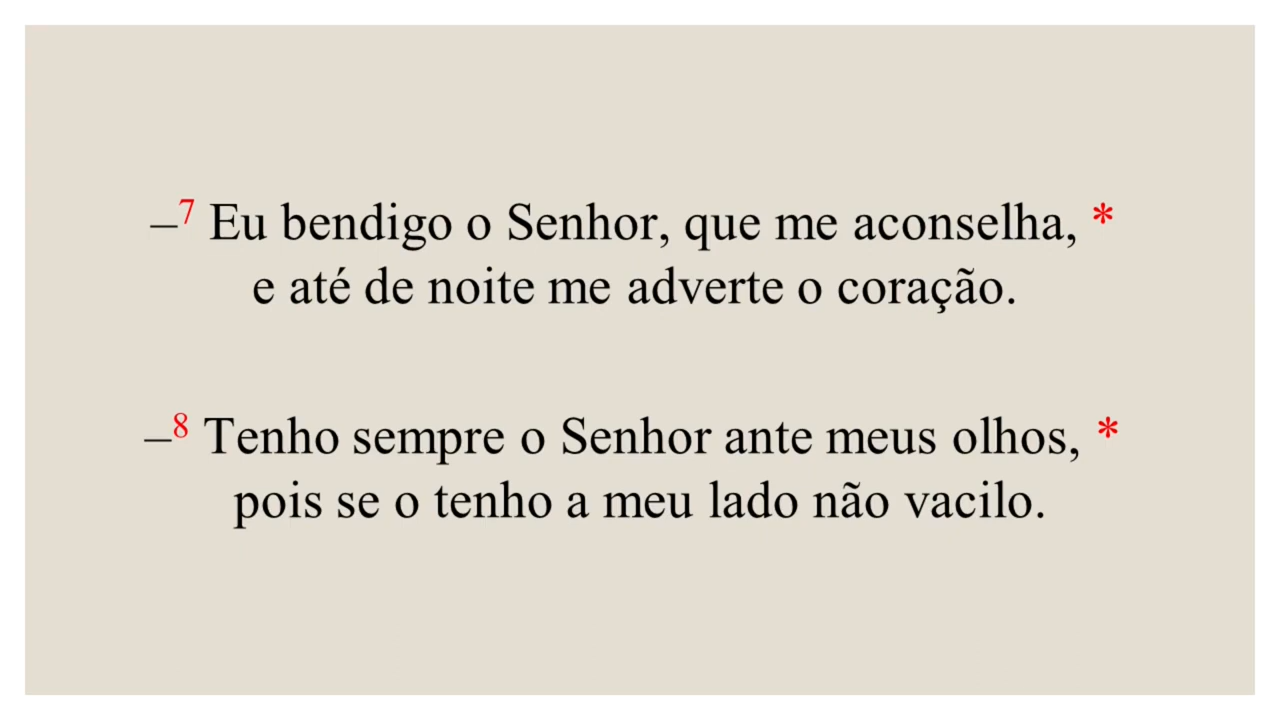 –⁷ Eu bendigo o Senhor, que me aconselha, *
e até de noite me adverte o coração.
–⁸ Tenho sempre o Senhor ante meus olhos, *
pois se o tenho a meu lado não vacilo.